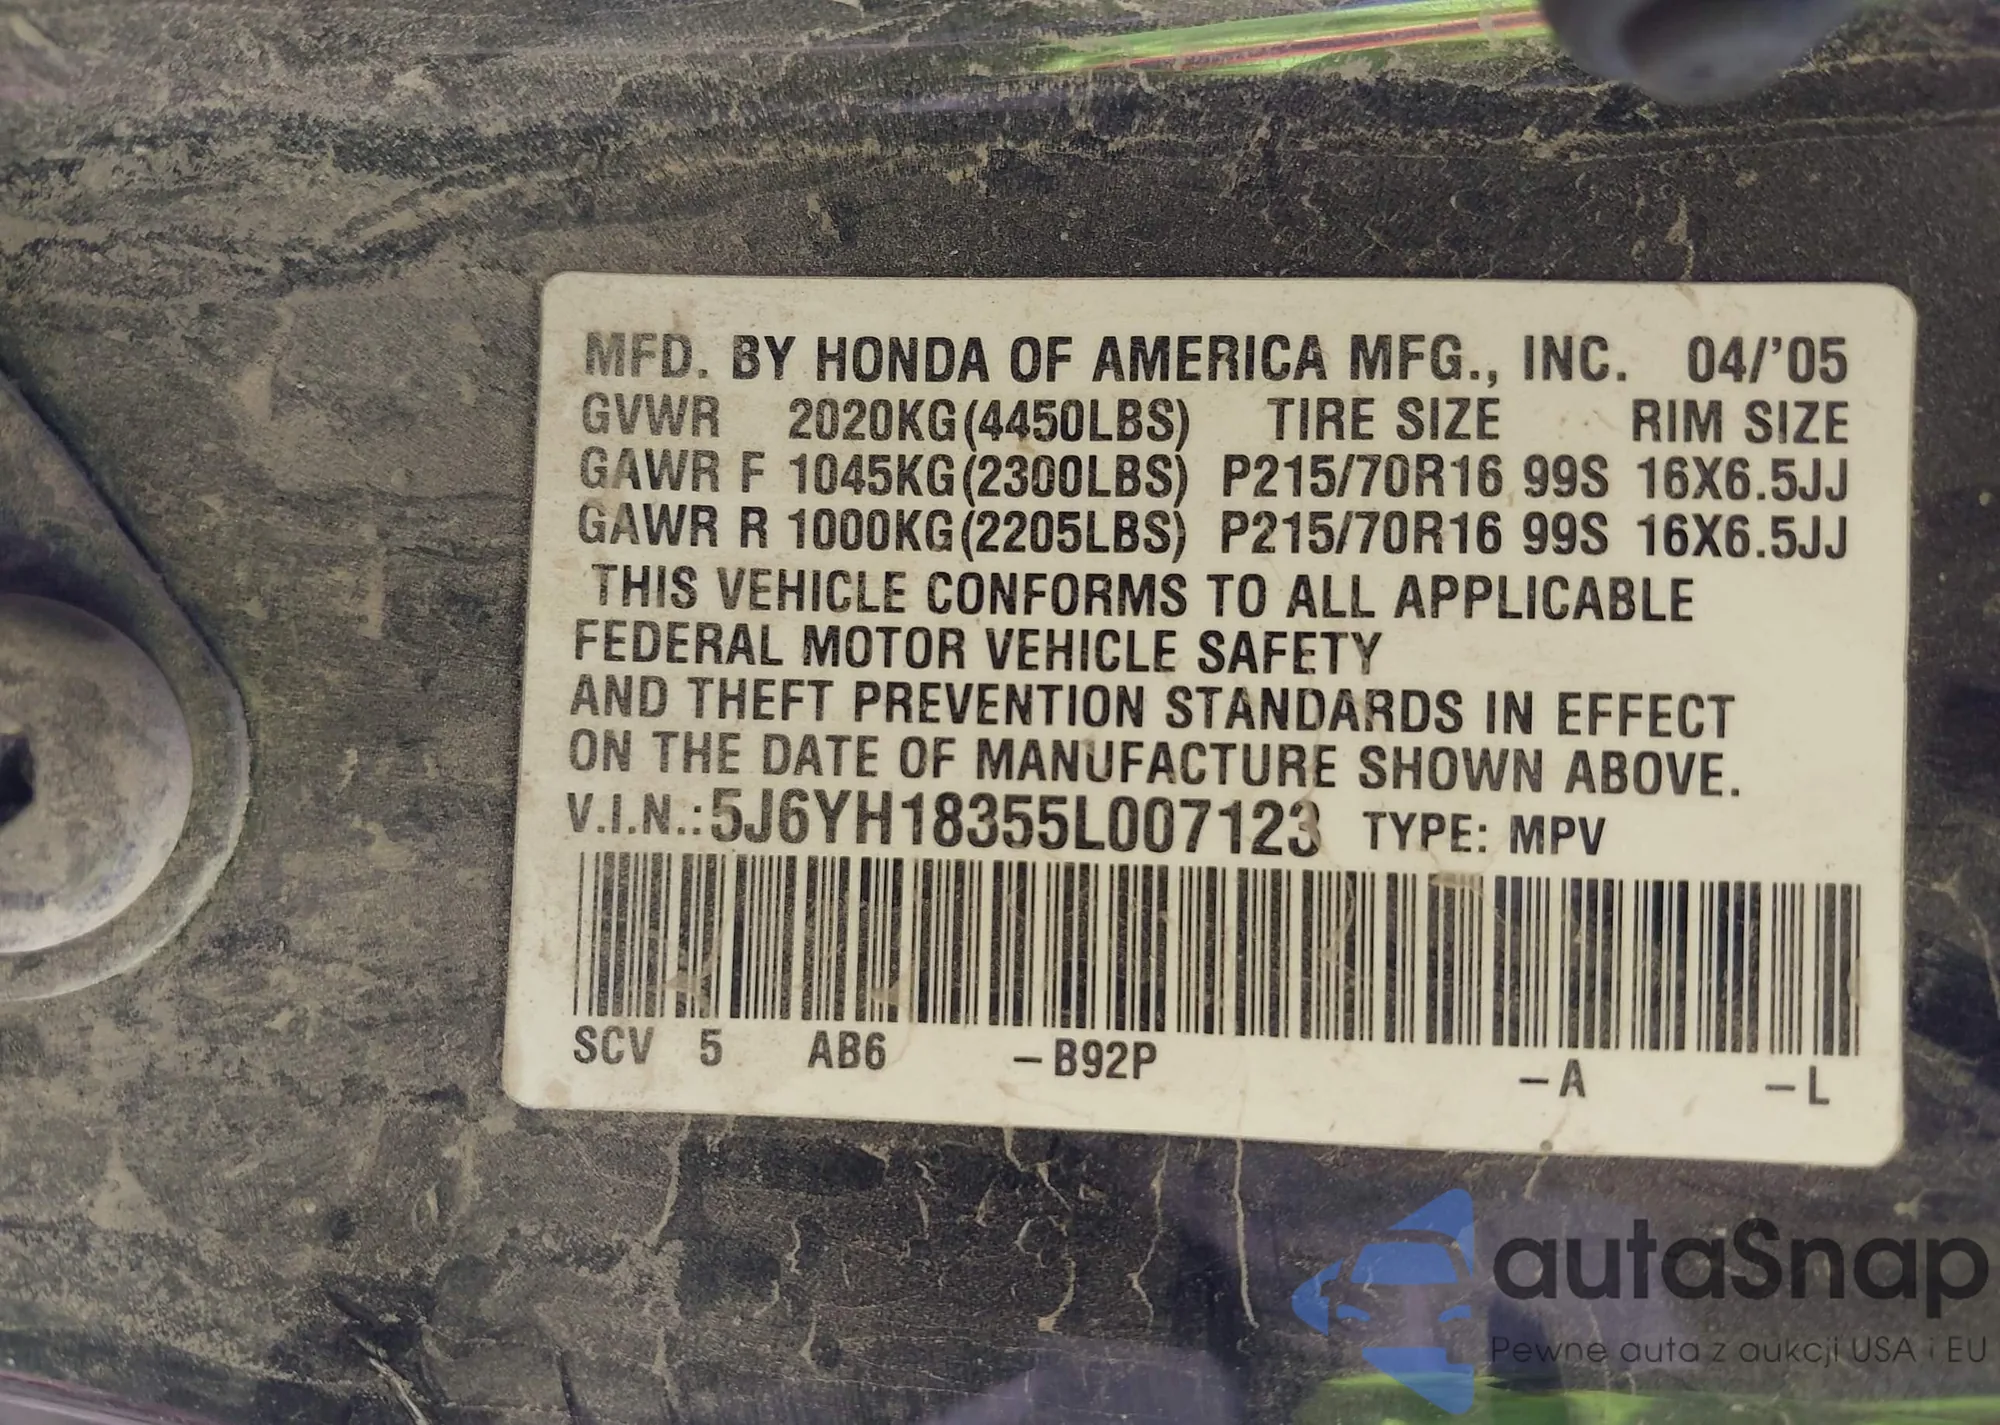 MFD. BY HONDA OF AMERICA MFG., INC. 04/'05
GVWR 2020KG(4450LBS) TIRE SIZE RIM SIZE
GAWR F 1045KG(2300LBS) P215/70R16 99S 16X6.5JJ
GAWR R 1000KG(2205LBS) P215/70R16 99S 16X6.5JJ
THIS VEHICLE CONFORMS TO ALL APPLICABLE
FEDERAL MOTOR VEHICLE SAFETY
AND THEFT PREVENTION STANDARDS IN EFFECT
ON THE DATE OF MANUFACTURE SHOWN ABOVE.
V.I.N.: 5J6YH18355L007123 TYPE: MPV
SCV 5 AB6 -B92P -A -L
autaSnap
Pewne auta z aukcji USA i EU